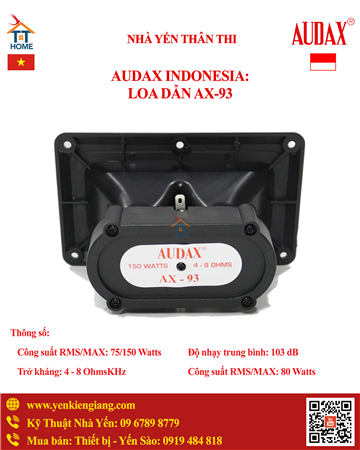 TT
HOME
NHÀ YẾN THÂN THI
AUDAX®
AUDAX INDONESIA:
LOA DẪN AX-93
AUDAX®
150 WATTS 4 - 8 OHMS
AX - 93
Thông số:
Công suất RMS/MAX: 75/150 Watts
Độ nhạy trung bình: 103 dB
Trở kháng: 4 - 8 OhmsKHz
Công suất RMS/MAX: 80 Watts
www.yenkiengiang.com
Kỹ Thuật Nhà Yến: 09 6789 8779
Mua bán: Thiết bị - Yến Sào: 0919 484 818